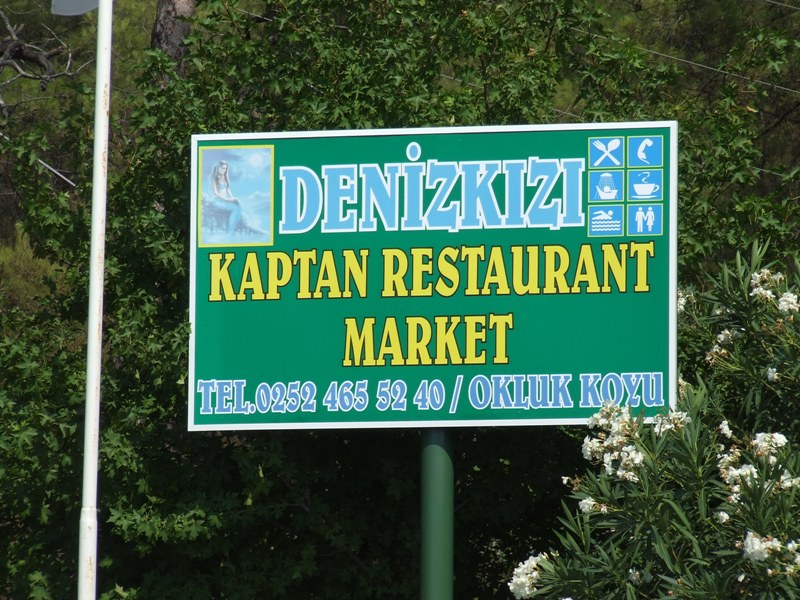 DENİZKIZI
KAPTAN RESTAURANT
MARKET
TEL.0252 465 52 40 / OKLUK KOYU